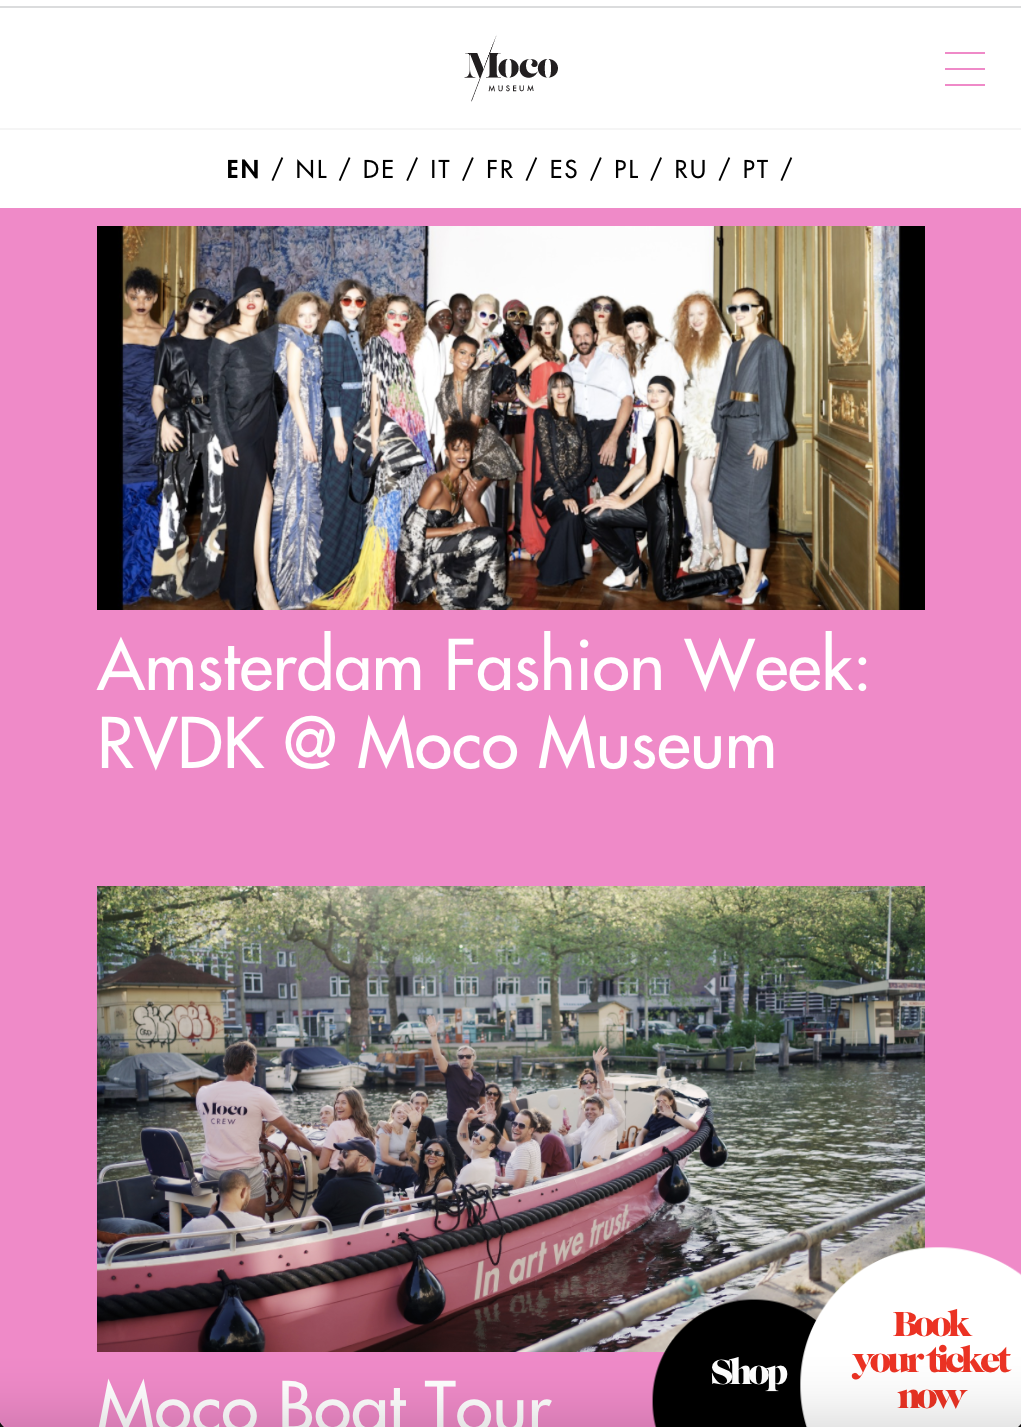 Moco
MUSEUM
EN / NL / DE / IT / FR / ES / PL / RU / PT /
Amsterdam Fashion Week:
RVDK @ Moco Museum
Moco
CREW
In art we trust.
Moco Boat Tour
Shop
Book
your ticket
now